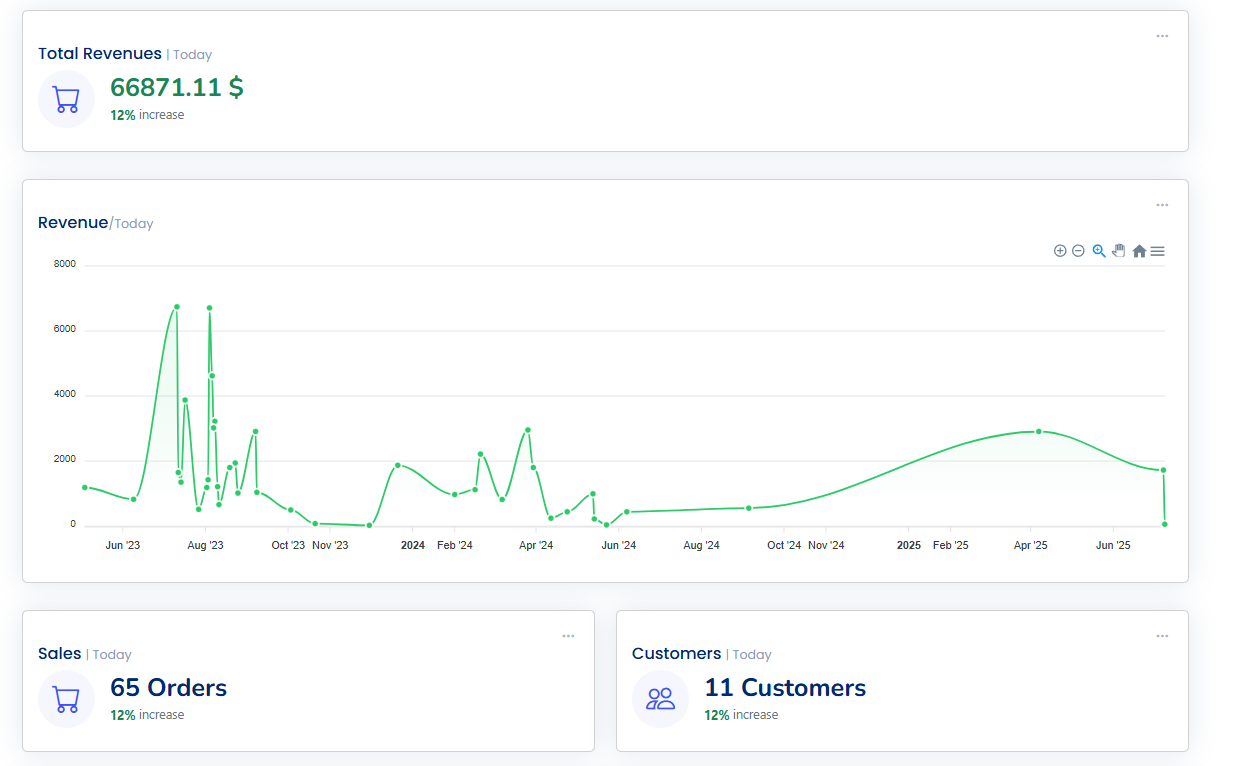 Total Revenues | Today
66871.11 $
12% increase
Revenue/Today
8000
6000
4000
2000
0
Jun '23 Aug '23 Oct '23 Nov '23 2024 Feb '24 Apr '24 Jun '24 Aug '24 Oct '24 Nov '24 2025 Feb '25 Apr '25 Jun '25
Sales | Today
65 Orders
12% increase
Customers | Today
11 Customers
12% increase